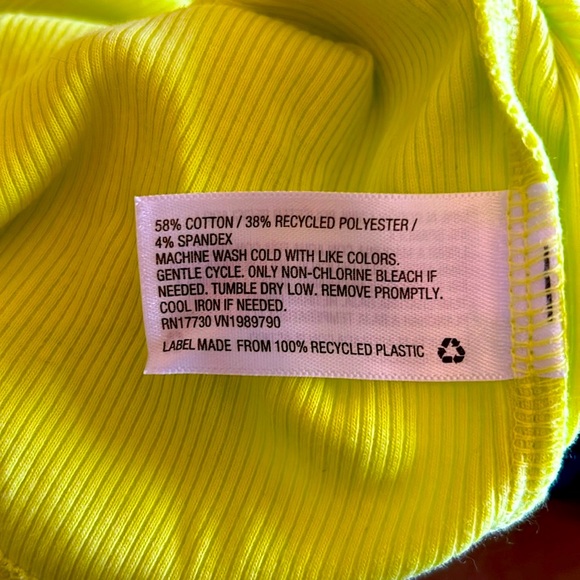 58% COTTON / 38% RECYCLED POLYESTER /
4% SPANDEX
MACHINE WASH COLD WITH LIKE COLORS.
GENTLE CYCLE. ONLY NON-CHLORINE BLEACH IF
NEEDED. TUMBLE DRY LOW. REMOVE PROMPTLY.
COOL IRON IF NEEDED.
RN17730 VN1989790
LABEL MADE FROM 100% RECYCLED PLASTIC